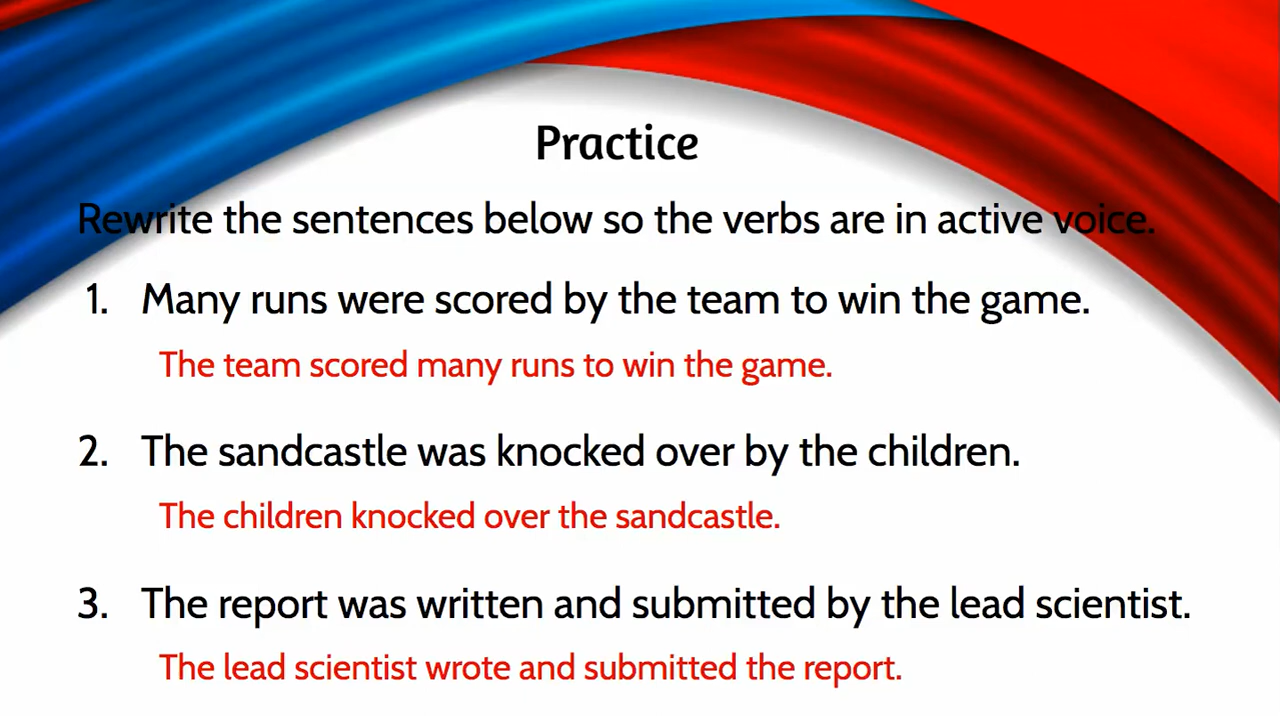 Practice
Rewrite the sentences below so the verbs are in active voice.
1. Many runs were scored by the team to win the game.
The team scored many runs to win the game.
2. The sandcastle was knocked over by the children.
The children knocked over the sandcastle.
3. The report was written and submitted by the lead scientist.
The lead scientist wrote and submitted the report.